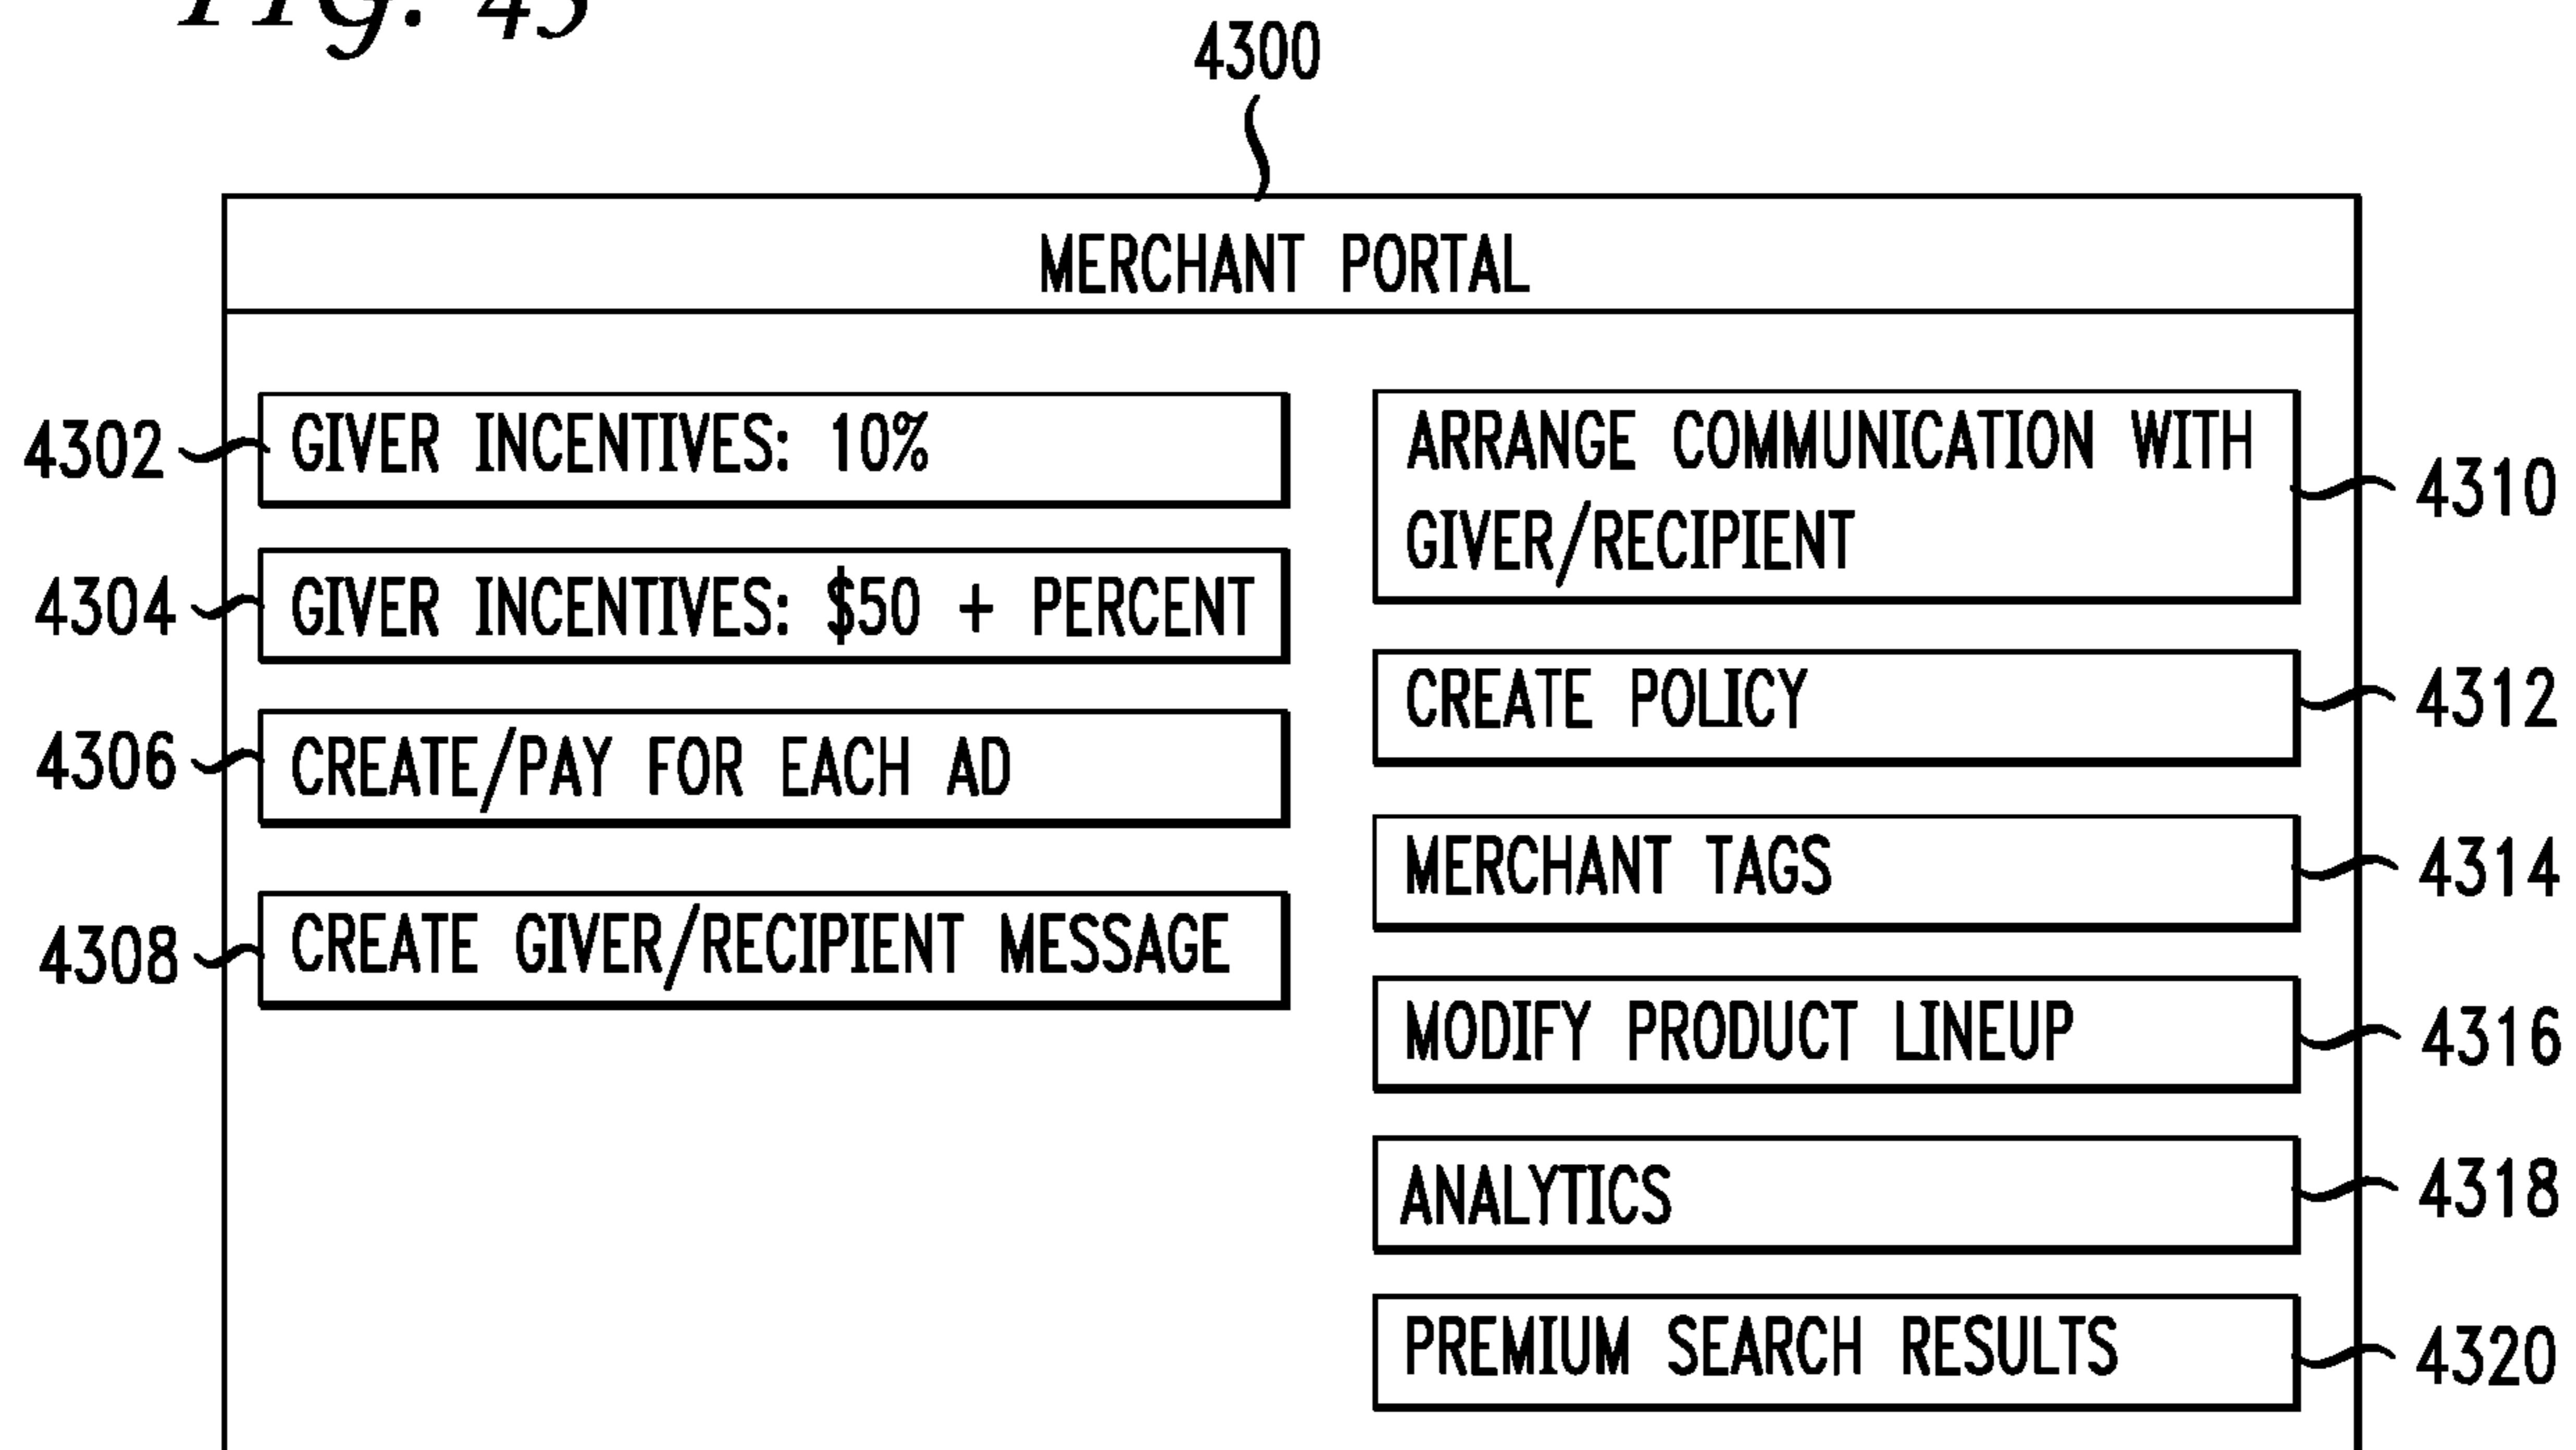 FIG. 43
4300
MERCHANT PORTAL
4302
GIVER INCENTIVES: 10%
4304
GIVER INCENTIVES: $50 + PERCENT
4306
CREATE/PAY FOR EACH AD
4308
CREATE GIVER/RECIPIENT MESSAGE
ARRANGE COMMUNICATION WITH
GIVER/RECIPIENT
4310
CREATE POLICY
4312
MERCHANT TAGS
4314
MODIFY PRODUCT LINEUP
4316
ANALYTICS
4318
PREMIUM SEARCH RESULTS
4320